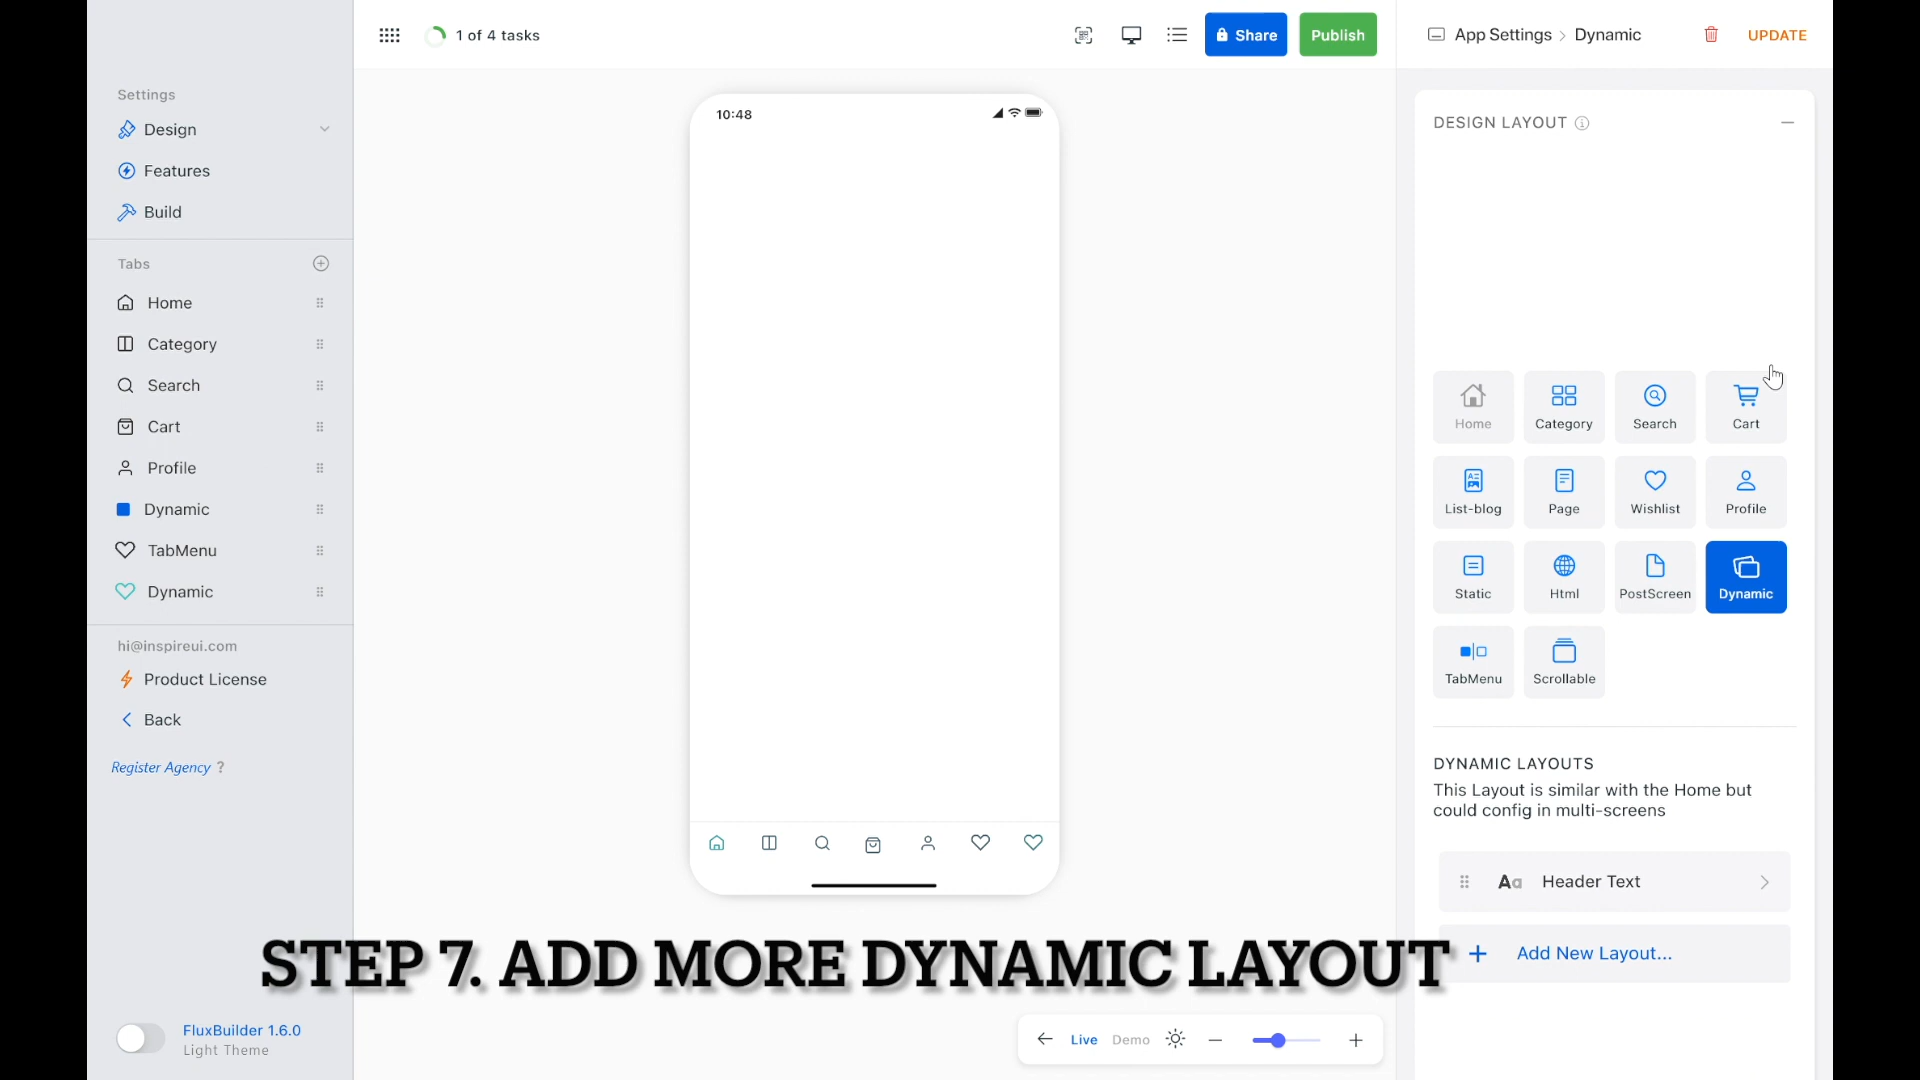 Settings
Design
Features
Build
Tabs
Home
Category
Search
Cart
Profile
Dynamic
TabMenu
Dynamic
hi@inspireui.com
Product License
Back
Register Agency ?
FluxBuilder 1.6.0
Light Theme
1 of 4 tasks
Share
Publish
10:48
App Settings > Dynamic
UPDATE
DESIGN LAYOUT
Home
Category
Search
Cart
List-blog
Page
Wishlist
Profile
Static
Html
PostScreen
Dynamic
TabMenu
Scrollable
DYNAMIC LAYOUTS
This Layout is similar with the Home but
could config in multi-screens
Aa Header Text
+ Add New Layout...
STEP 7. ADD MORE DYNAMIC LAYOUT
Live
Demo